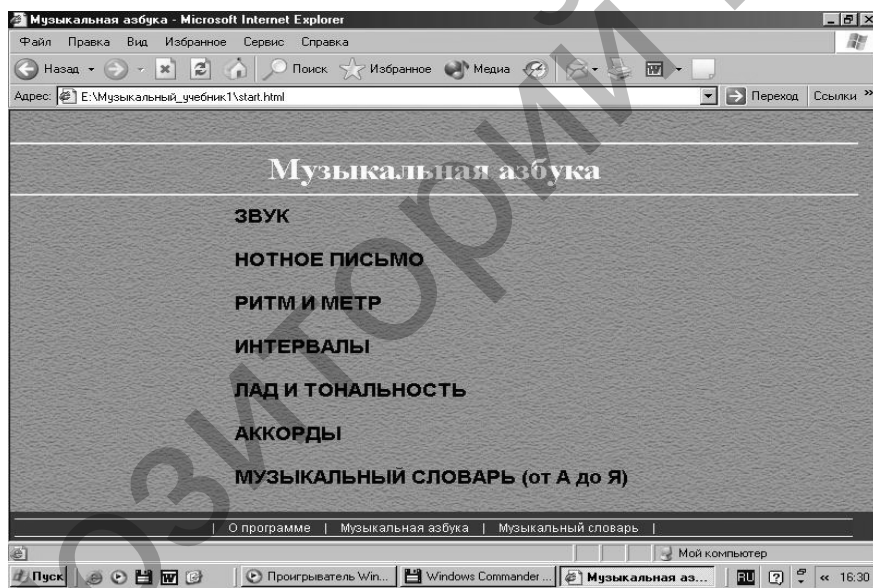 Музыкальная азбука - Microsoft Internet Explorer
Файл Правка Вид Избранное Сервис Справка
Назад Поиск Избранное Медиа
Адрес: E:\Музыкальный_учебник1\start.html Переход Ссылки »
Музыкальная азбука
ЗВУК
НОТНОЕ ПИСЬМО
РИТМ И МЕТР
ИНТЕРВАЛЫ
ЛАД И ТОНАЛЬНОСТЬ
АККОРДЫ
МУЗЫКАЛЬНЫЙ СЛОВАРЬ (от А до Я)
| О программе | Музыкальная азбука | Музыкальный словарь |
Мой компьютер
Пуск Проигрыватель Win... Windows Commander ... Музыкальная аз... RU « 16:30